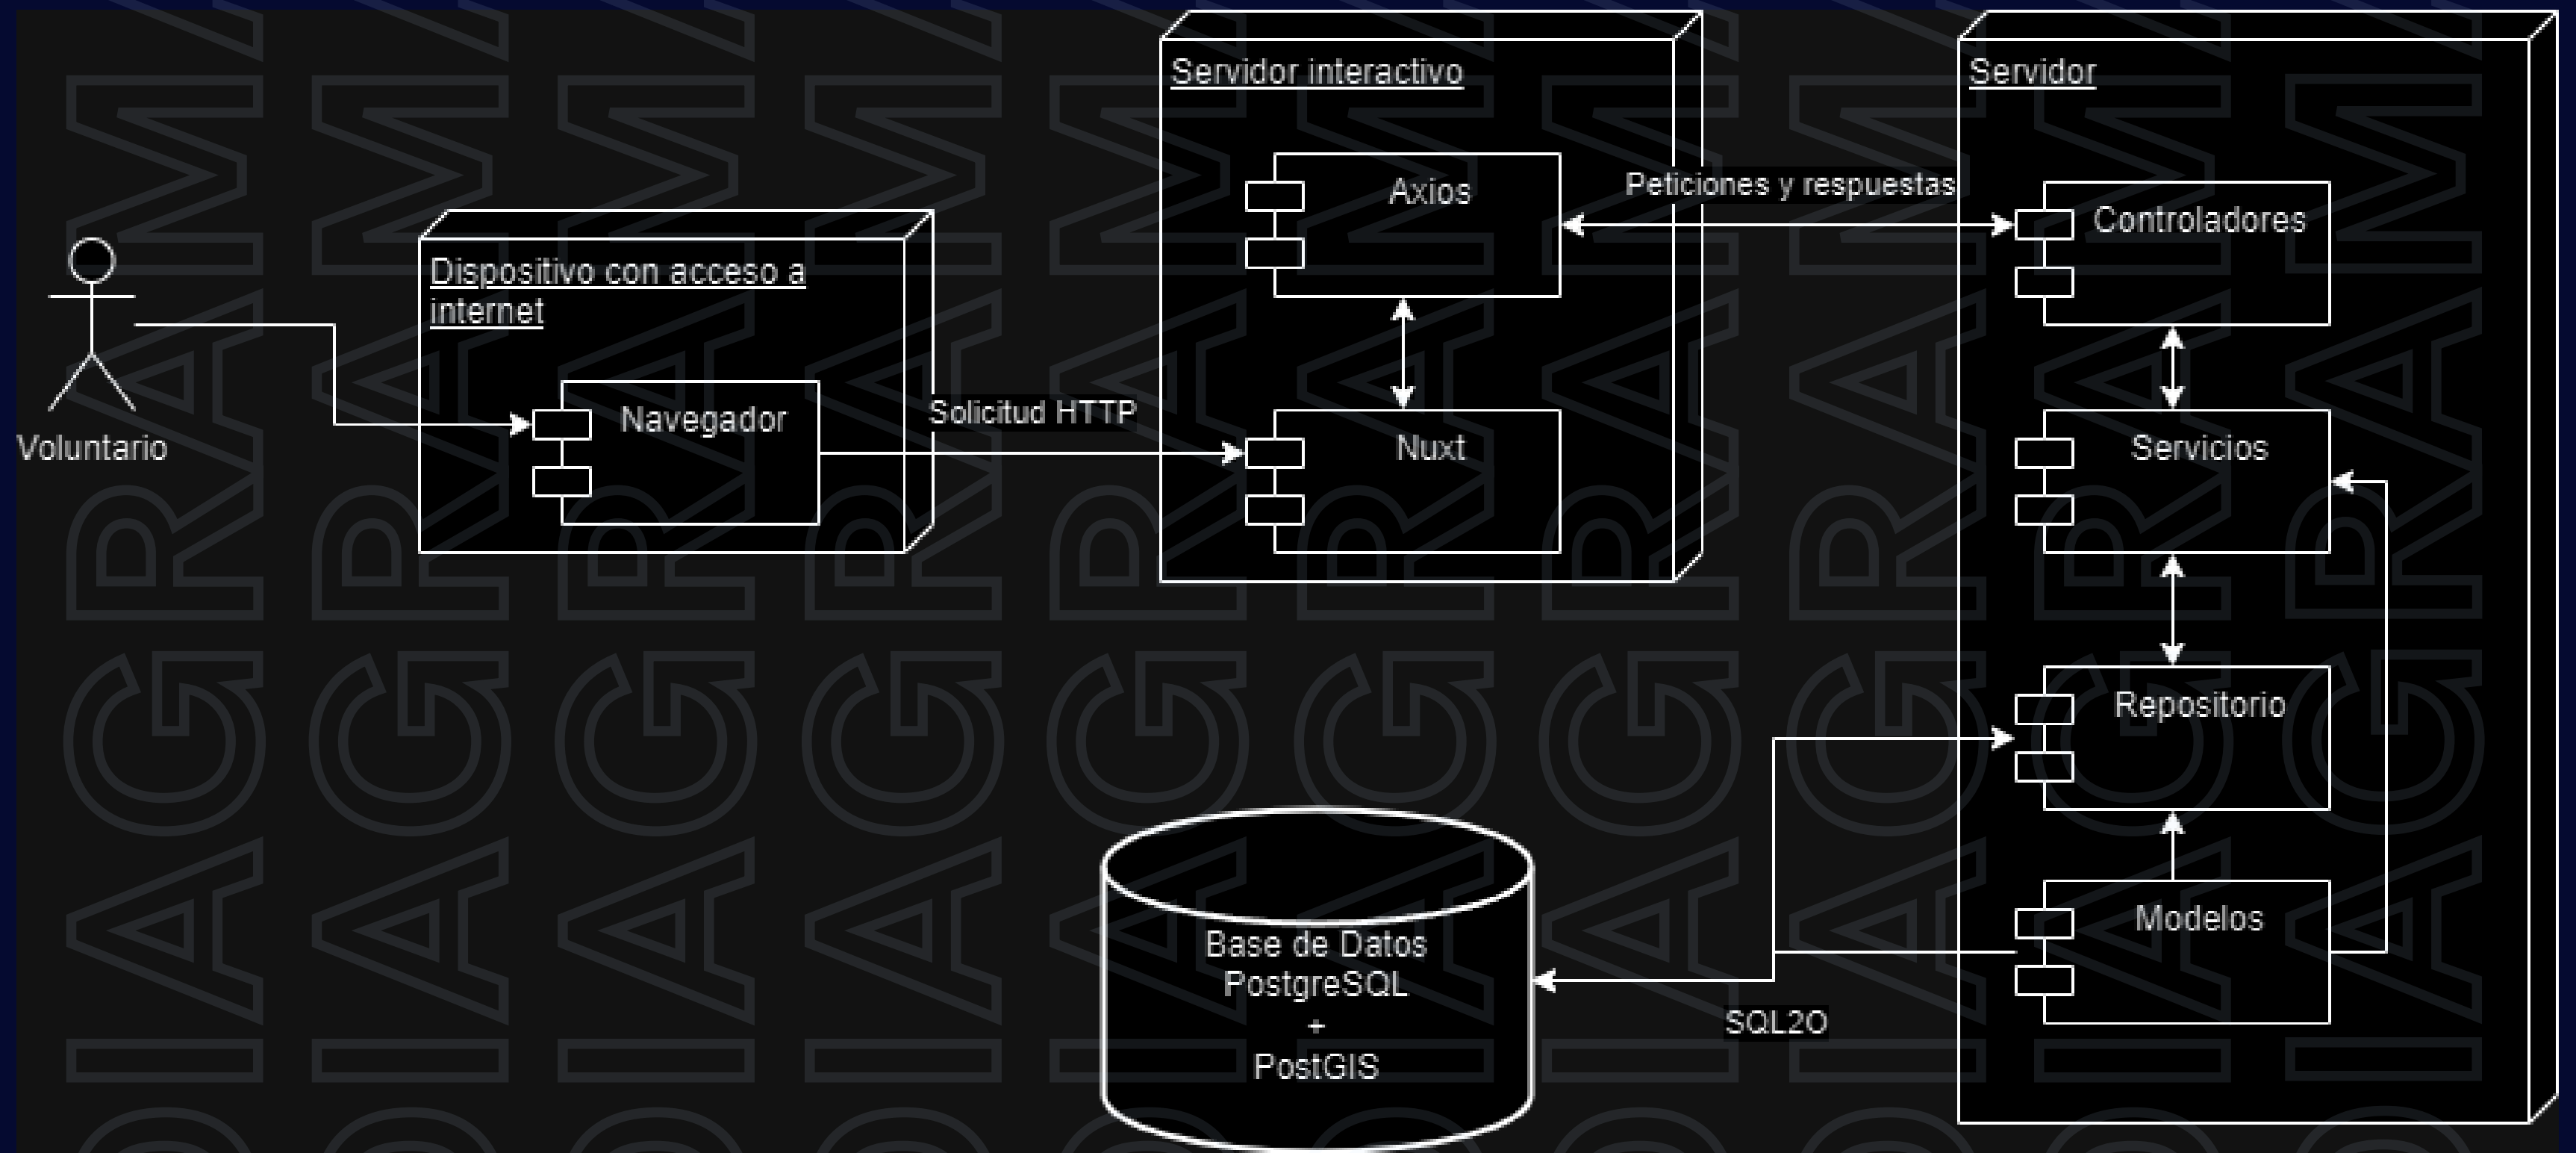 Servidor interactivo
Servidor
Axios
Peticiones y respuestas
Controladores
Dispositivo con acceso a
internet
Navegador
Solicitud HTTP
Nuxt
Servicios
Voluntario
Repositorio
Modelos
Base de Datos
PostgreSQL
+
PostGIS
SQL2O